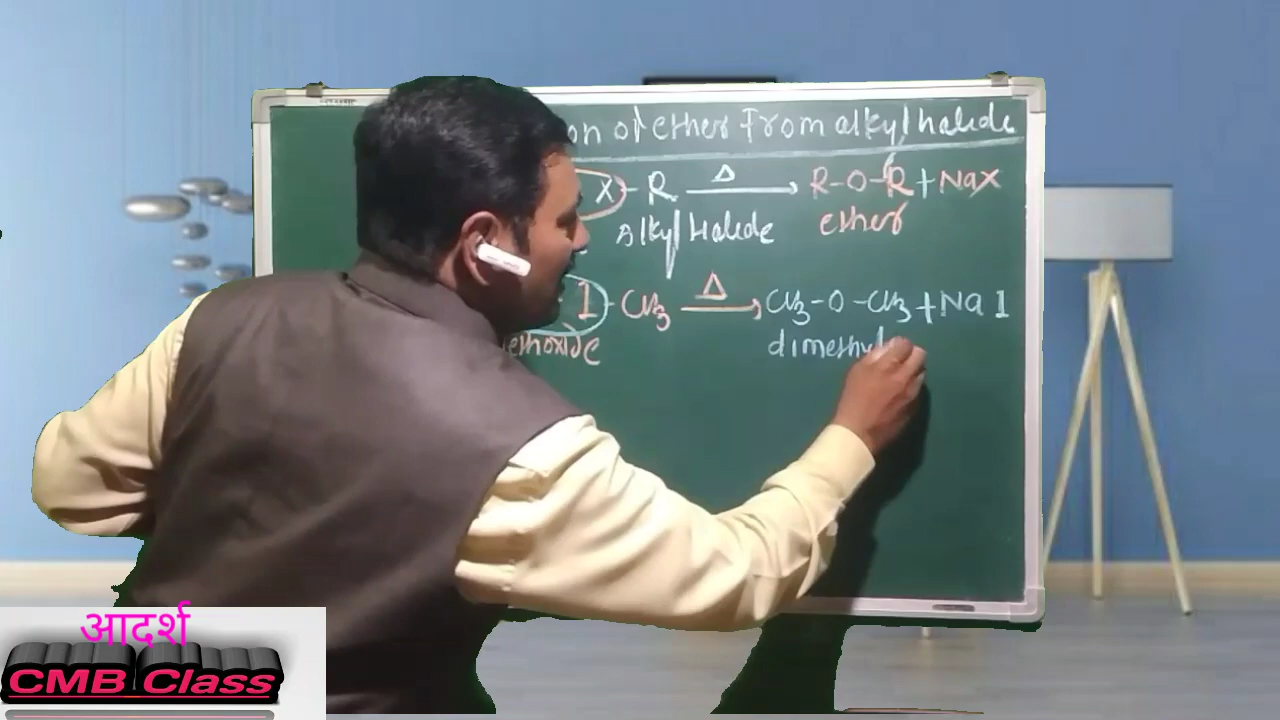 on of ether From alkyl halide
X-R Δ R-O-R+NaX
Alkyl Halide ether
I-CH3 Δ CH3-O-CH3+NaI
ethoxide dimethyl
आदर्श
CMB Class